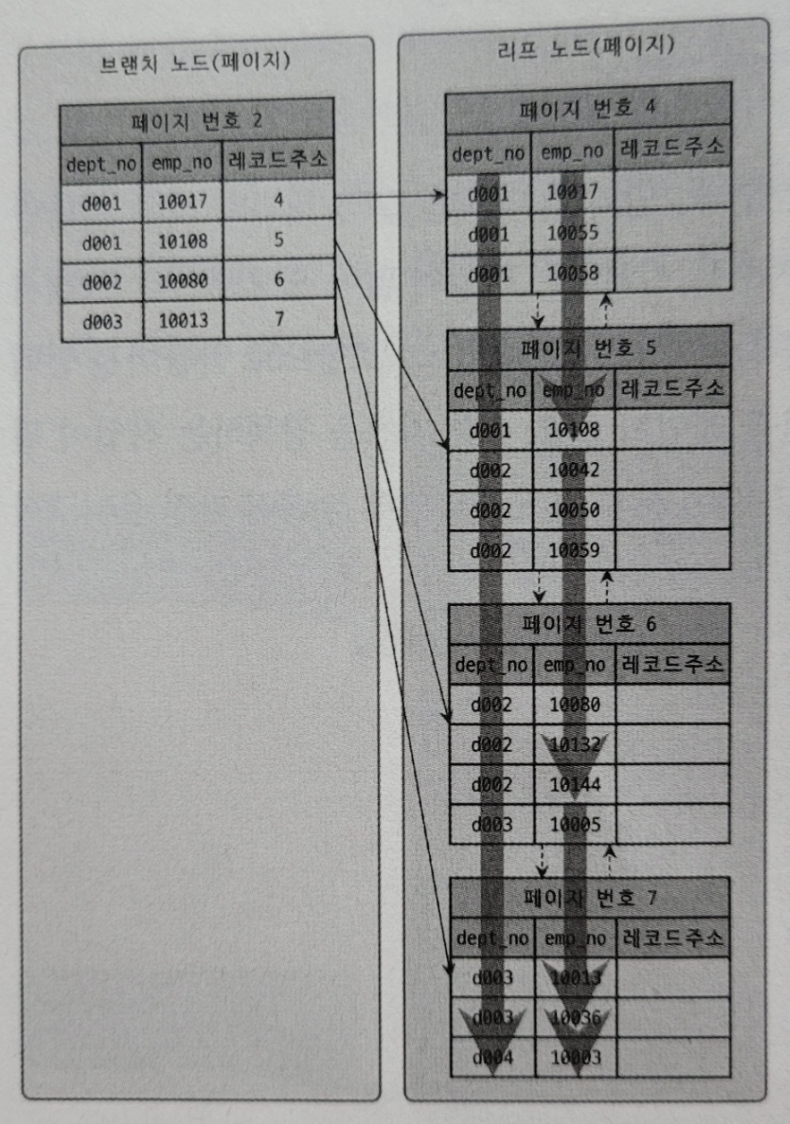 브랜치 노드(페이지)
페이지 번호 2
dept_no emp_no 레코드주소
d001 10017 4
d001 10108 5
d002 10080 6
d003 10013 7
리프 노드(페이지)
페이지 번호 4
dept_no emp_no 레코드주소
d001 10017
d001 10055
d001 10058
페이지 번호 5
dept_no emp_no 레코드주소
d001 10108
d002 10042
d002 10050
d002 10059
페이지 번호 6
dept_no emp_no 레코드주소
d002 10080
d002 10132
d002 10144
d003 10005
페이지 번호 7
dept_no emp_no 레코드주소
d003 10013
d003 10036
d004 10003